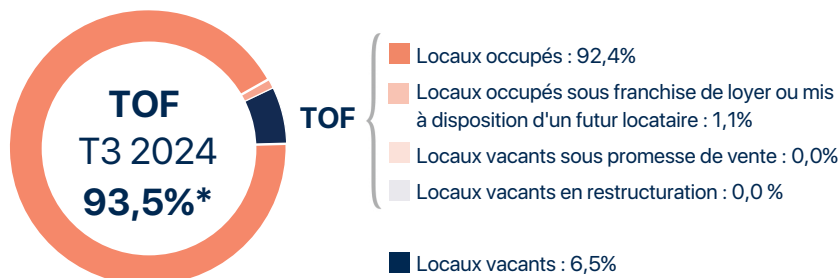 TOF
T3 2024
93,5%*
TOF
Locaux occupés : 92,4%
Locaux occupés sous franchise de loyer ou mis
à disposition d'un futur locataire : 1,1%
Locaux vacants sous promesse de vente : 0,0%
Locaux vacants en restructuration : 0,0 %
Locaux vacants : 6,5%